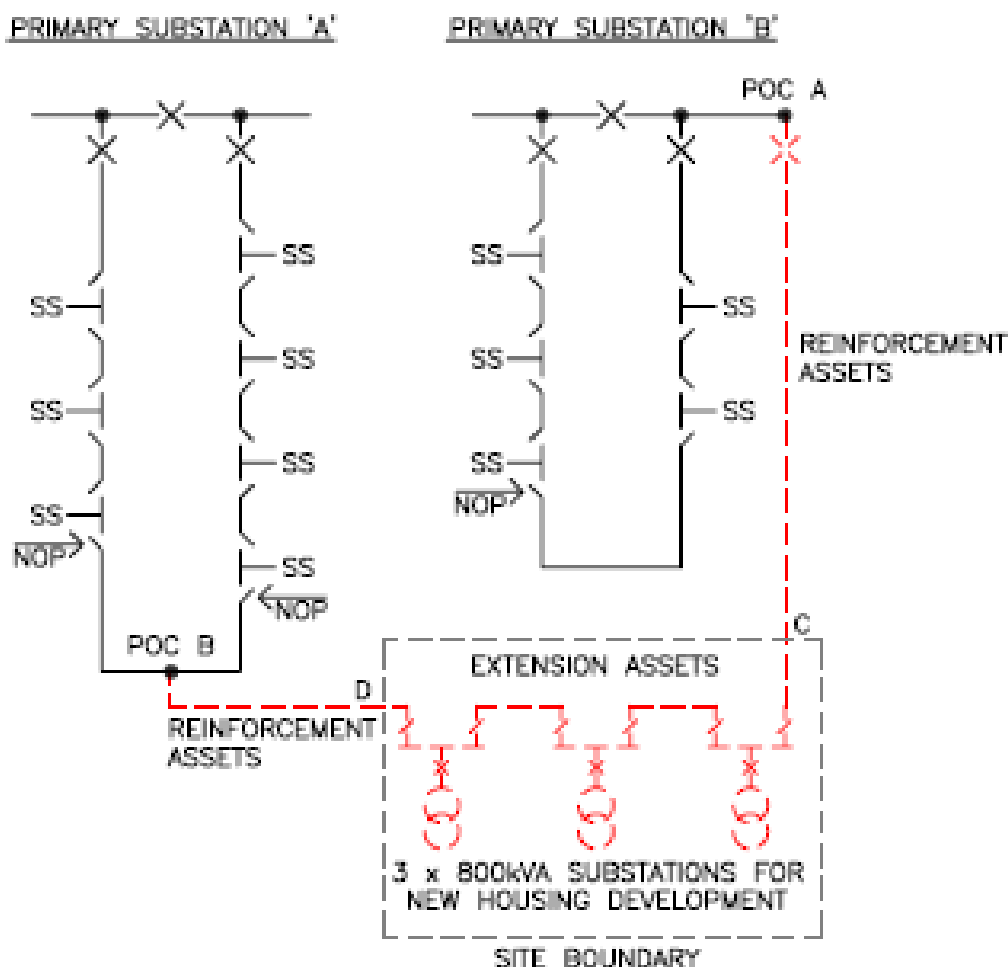 PRIMARY SUBSTATION 'A'
PRIMARY SUBSTATION 'B'
POC A
SS
SS
SS
SS
SS
SS
SS
NOP
NOP
SS
SS
SS
SS
SS
NOP
REINFORCEMENT
ASSETS
POC B
D
REINFORCEMENT
ASSETS
C
EXTENSION ASSETS
3 x 800kVA SUBSTATIONS FOR
NEW HOUSING DEVELOPMENT
SITE BOUNDARY